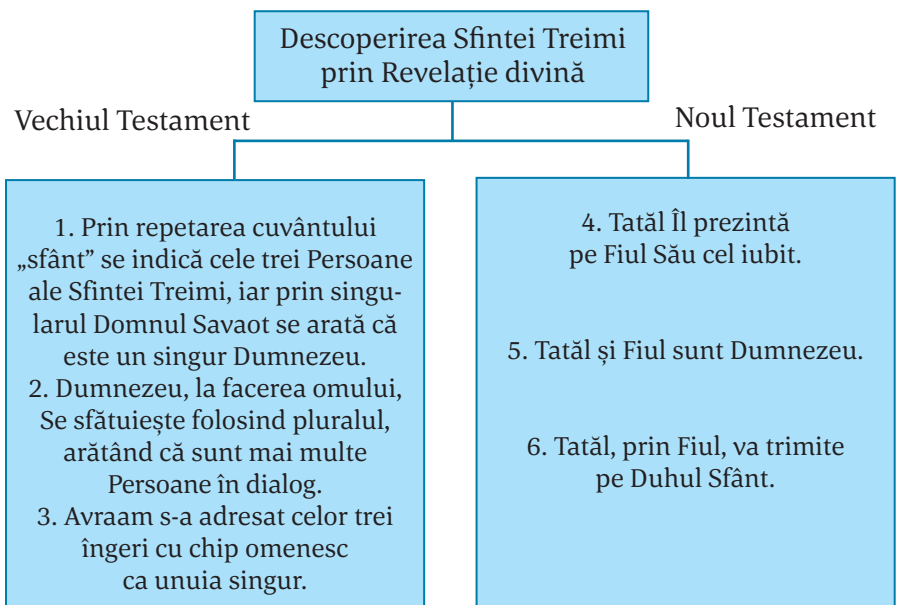 Descoperirea Sfintei Treimi
prin Revelație divină
Vechiul Testament
Noul Testament
1. Prin repetarea cuvântului
„sfânt” se indică cele trei Persoane
ale Sfintei Treimi, iar prin singu-
larul Domnul Savaot se arată că
este un singur Dumnezeu.
2. Dumnezeu, la facerea omului,
Se sfătuiește folosind pluralul,
arătând că sunt mai multe
Persoane în dialog.
3. Avraam s-a adresat celor trei
îngeri cu chip omenesc
ca unuia singur.
4. Tatăl Îl prezintă
pe Fiul Său cel iubit.
5. Tatăl și Fiul sunt Dumnezeu.
6. Tatăl, prin Fiul, va trimite
pe Duhul Sfânt.